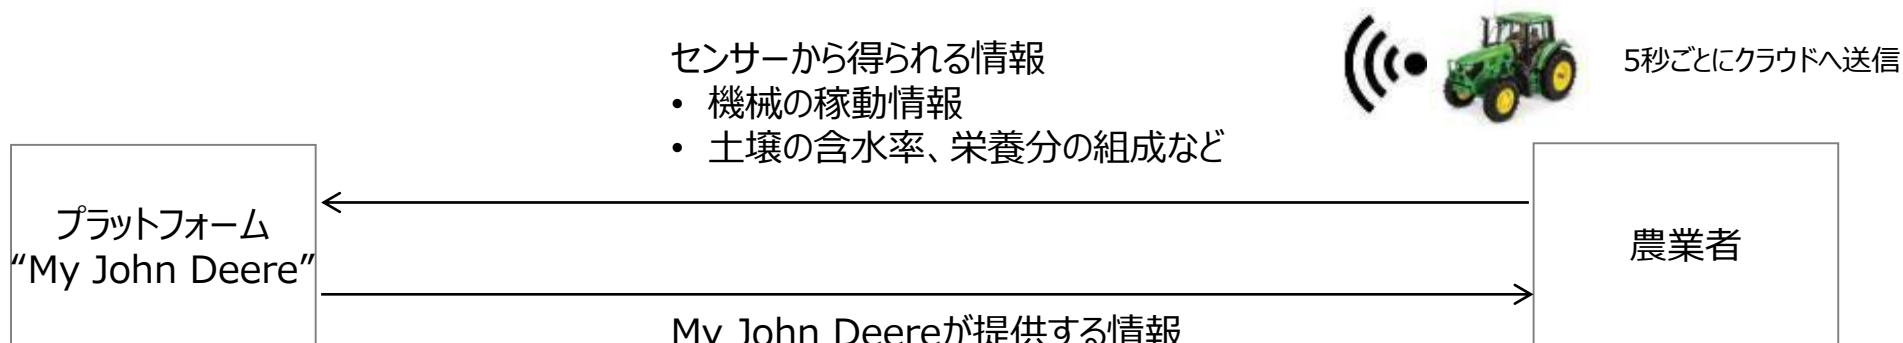 センサーから得られる情報
• 機械の稼動情報
• 土壌の含水率、栄養分の組成など
5秒ごとにクラウドへ送信
プラットフォーム
“My John Deere”
農業者
My John Deereが提供する情報